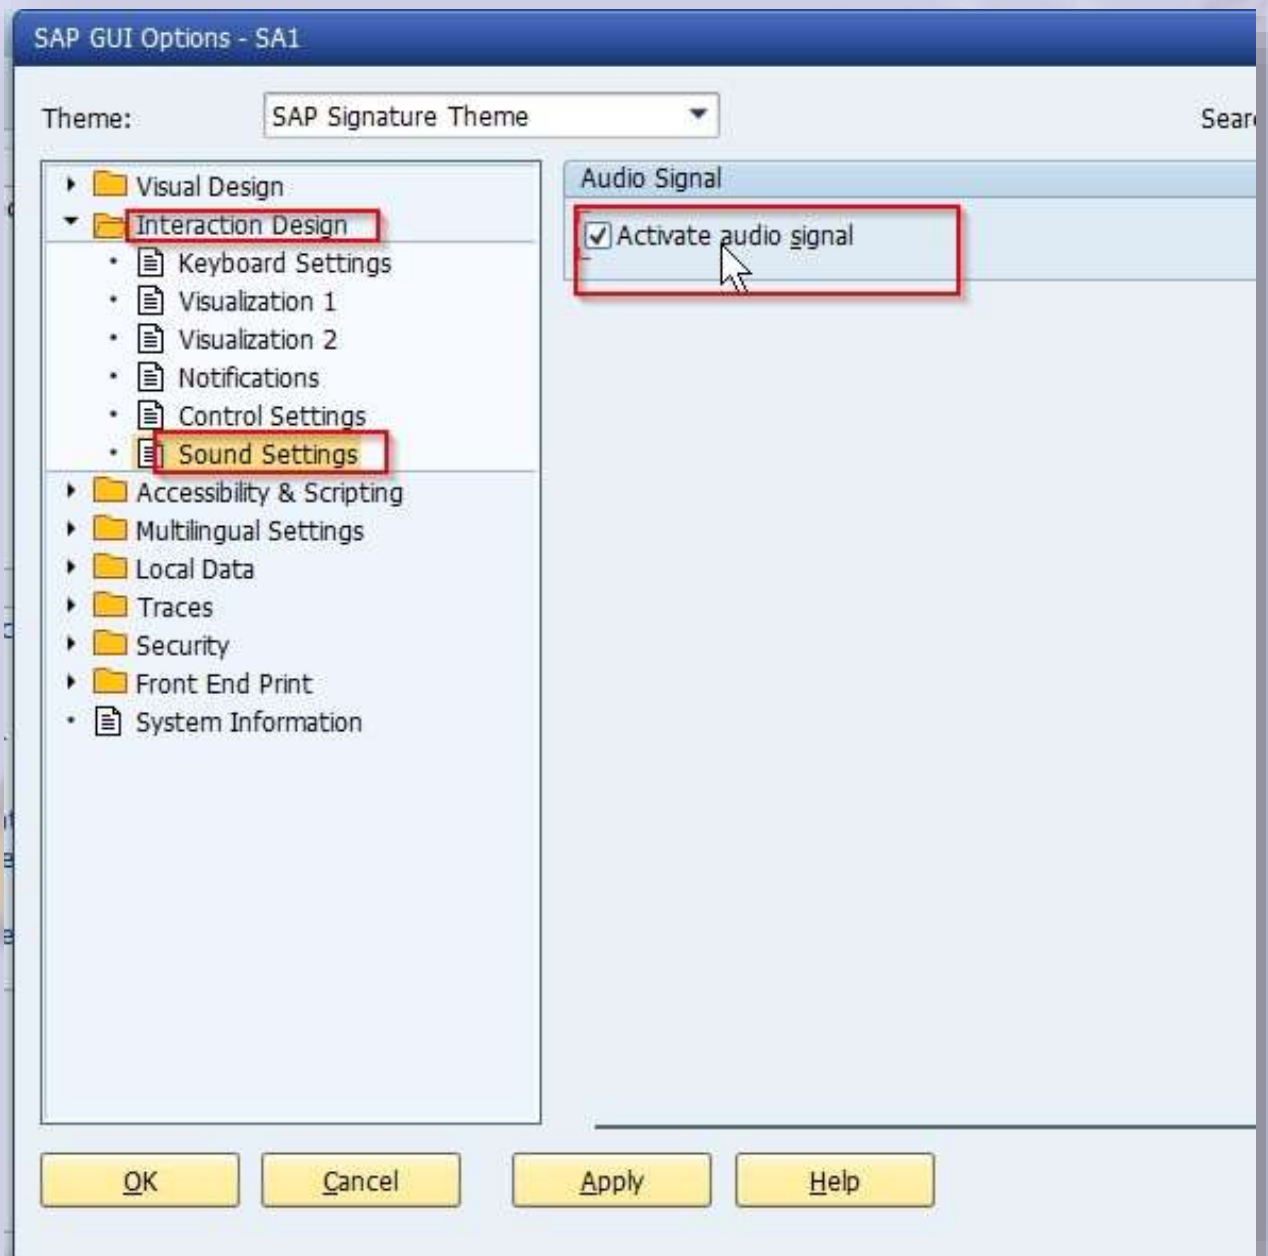 SAP GUI Options - SA1
Theme: SAP Signature Theme
Visual Design
Interaction Design
Keyboard Settings
Visualization 1
Visualization 2
Notifications
Control Settings
Sound Settings
Accessibility & Scripting
Multilingual Settings
Local Data
Traces
Security
Front End Print
System Information
Audio Signal
Activate audio signal
OK Cancel Apply Help